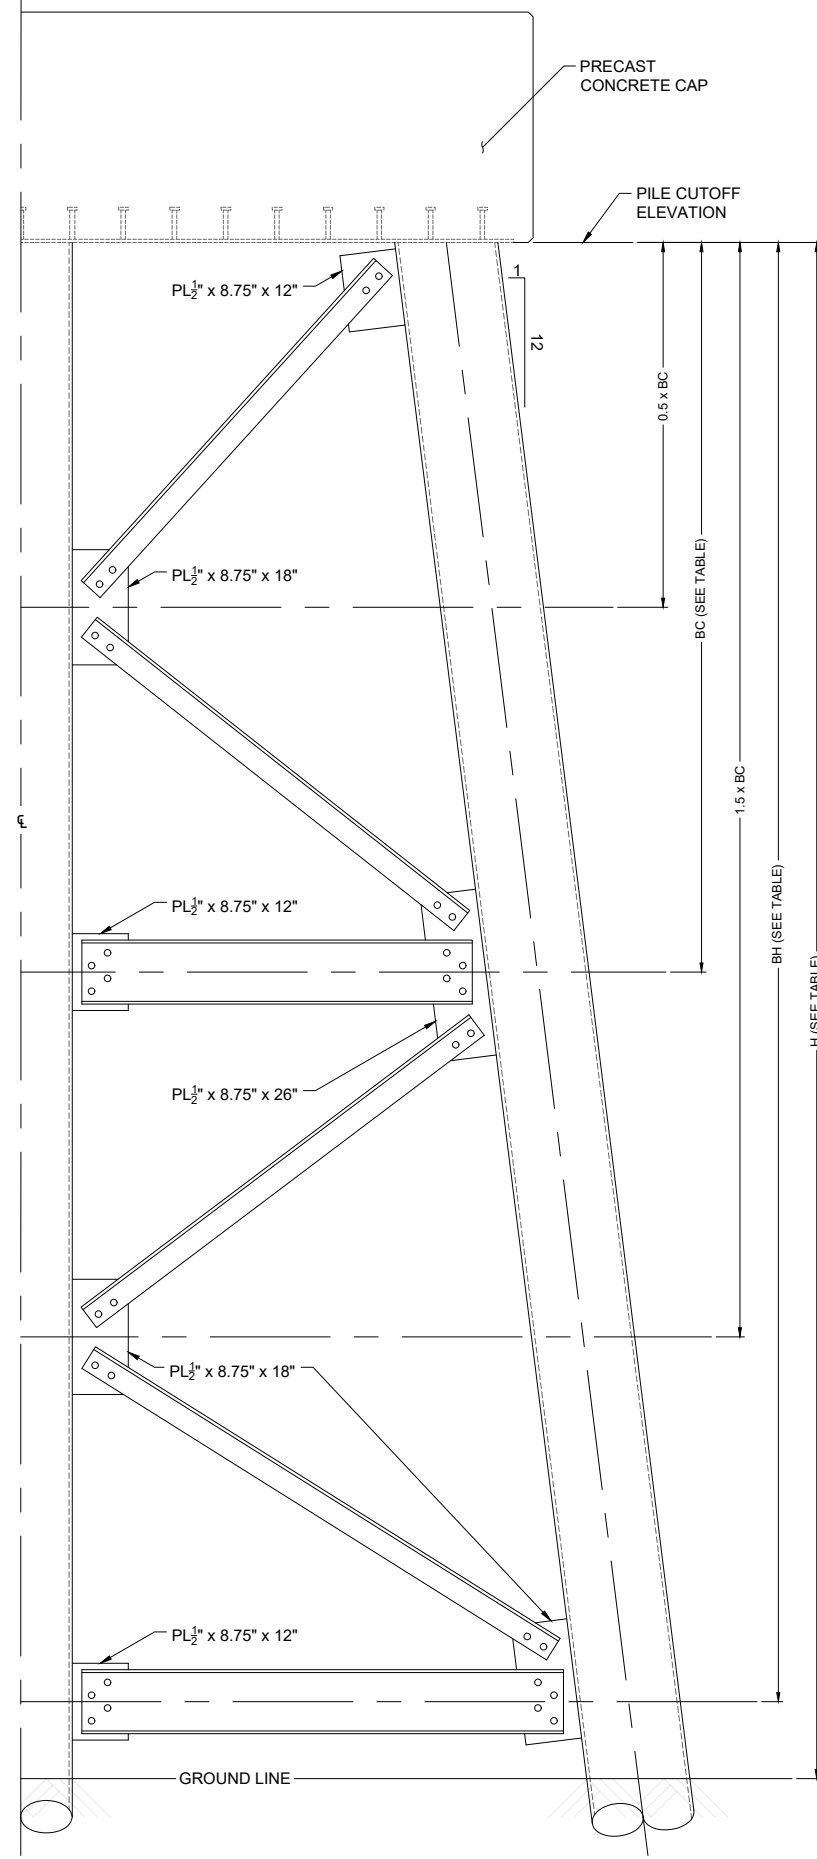 PRECAST
CONCRETE CAP
PILE CUTOFF
ELEVATION
PL½" x 8.75" x 12"
1
12
0.5 x BC
PL½" x 8.75" x 18"
BC (SEE TABLE)
1.5 x BC
℄
BH (SEE TABLE)
PL½" x 8.75" x 12"
H (SEE TABLE)
PL½" x 8.75" x 26"
PL½" x 8.75" x 18"
PL½" x 8.75" x 12"
GROUND LINE